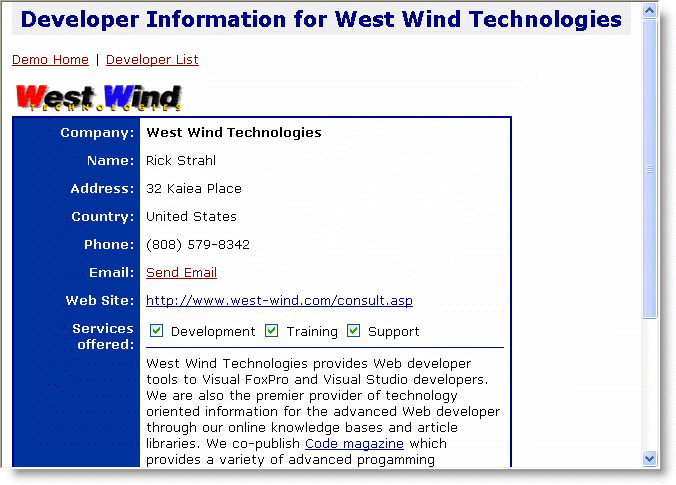 Developer Information for West Wind Technologies
Demo Home | Developer List
West Wind
TECHNOLOGIES
Company: West Wind Technologies
Name: Rick Strahl
Address: 32 Kaiea Place
Country: United States
Phone: (808) 579-8342
Email: Send Email
Web Site: http://www.west-wind.com/consult.asp
Services offered: Development Training Support
West Wind Technologies provides Web developer
tools to Visual FoxPro and Visual Studio developers.
We are also the premier provider of technology
oriented information for the advanced Web developer
through our online knowledge bases and article
libraries. We co-publish Code magazine which
provides a variety of advanced progamming